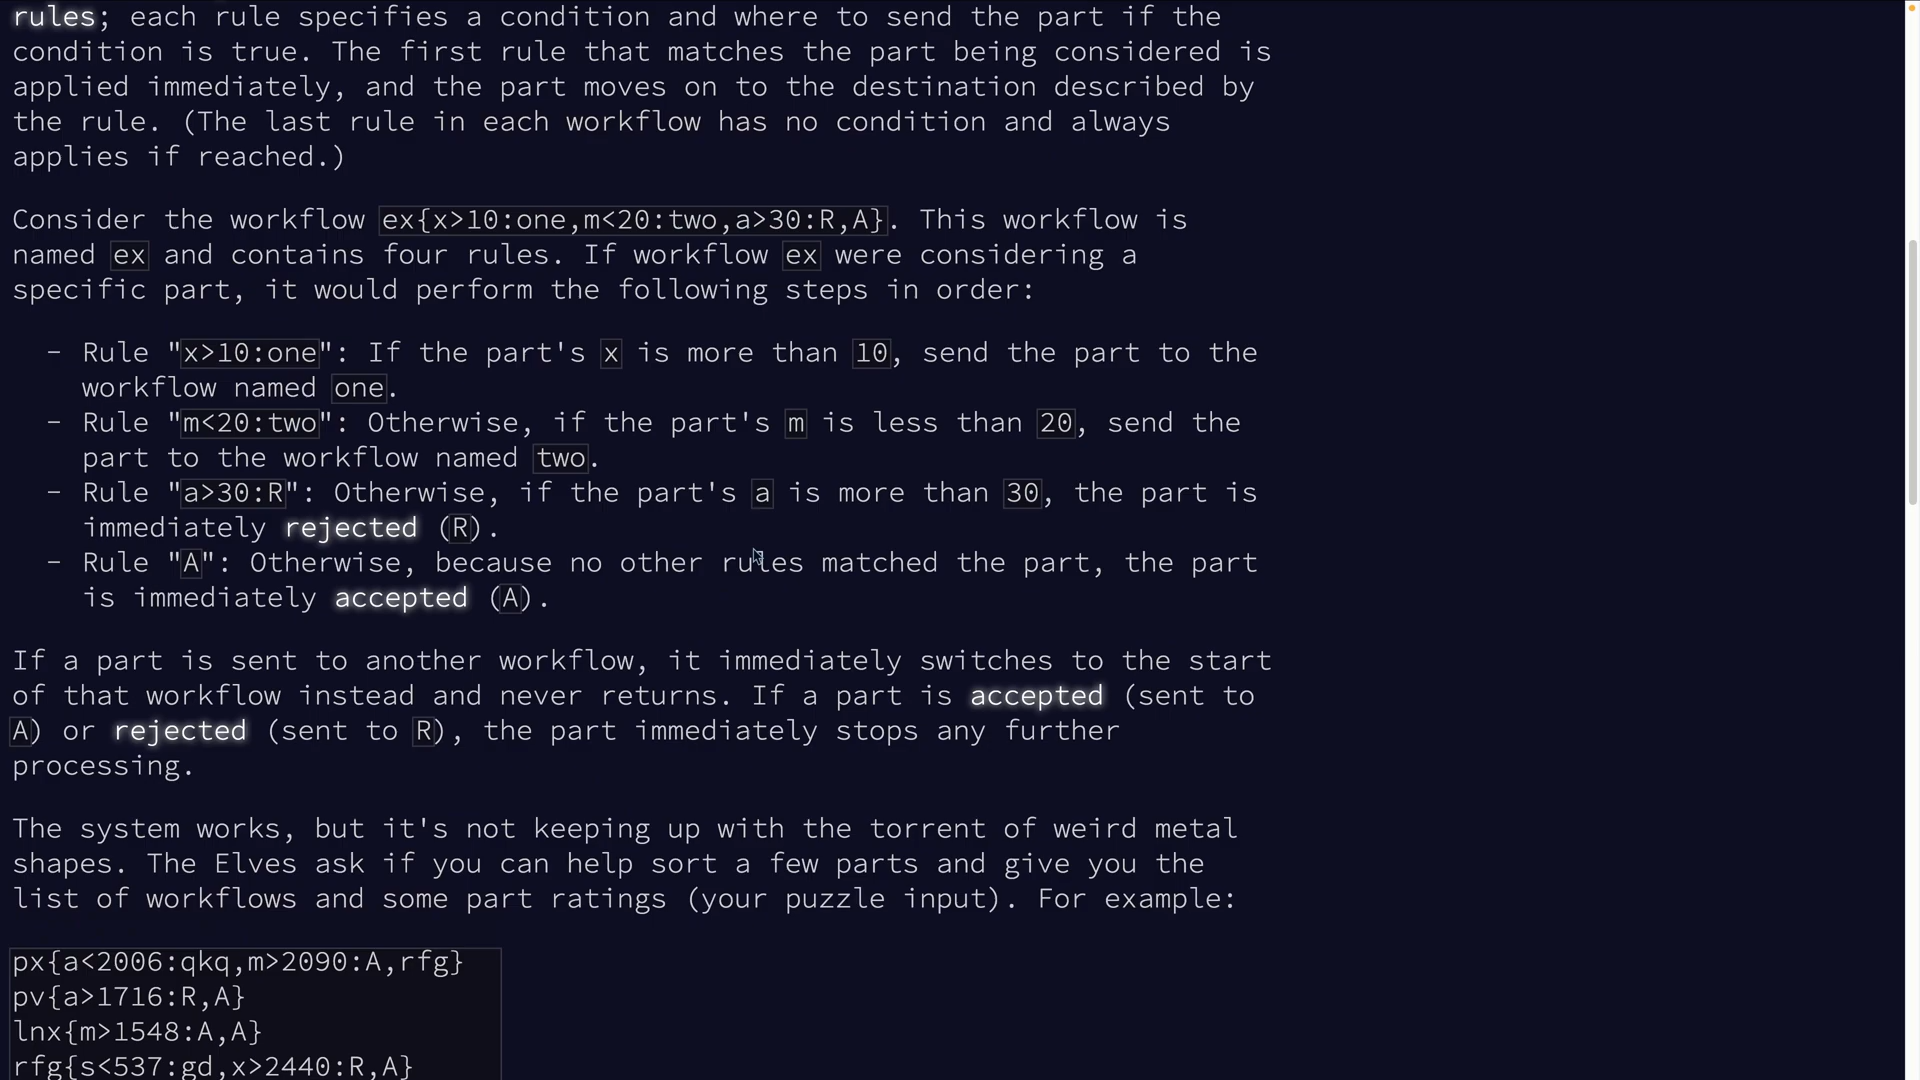 rules; each rule specifies a condition and where to send the part if the
condition is true. The first rule that matches the part being considered is
applied immediately, and the part moves on to the destination described by
the rule. (The last rule in each workflow has no condition and always
applies if reached.)
Consider the workflow ex{x>10:one,m<20:two,a>30:R,A}. This workflow is
named ex and contains four rules. If workflow ex were considering a
specific part, it would perform the following steps in order:
- Rule "x>10:one": If the part's x is more than 10, send the part to the
workflow named one.
- Rule "m<20:two": Otherwise, if the part's m is less than 20, send the
part to the workflow named two.
- Rule "a>30:R": Otherwise, if the part's a is more than 30, the part is
immediately rejected (R).
- Rule "A": Otherwise, because no other rules matched the part, the part
is immediately accepted (A).
If a part is sent to another workflow, it immediately switches to the start
of that workflow instead and never returns. If a part is accepted (sent to
A) or rejected (sent to R), the part immediately stops any further
processing.
The system works, but it's not keeping up with the torrent of weird metal
shapes. The Elves ask if you can help sort a few parts and give you the
list of workflows and some part ratings (your puzzle input). For example:
px{a<2006:qkq,m>2090:A,rfg}
pv{a>1716:R,A}
lnx{m>1548:A,A}
rfg{s<537:gd,x>2440:R,A}